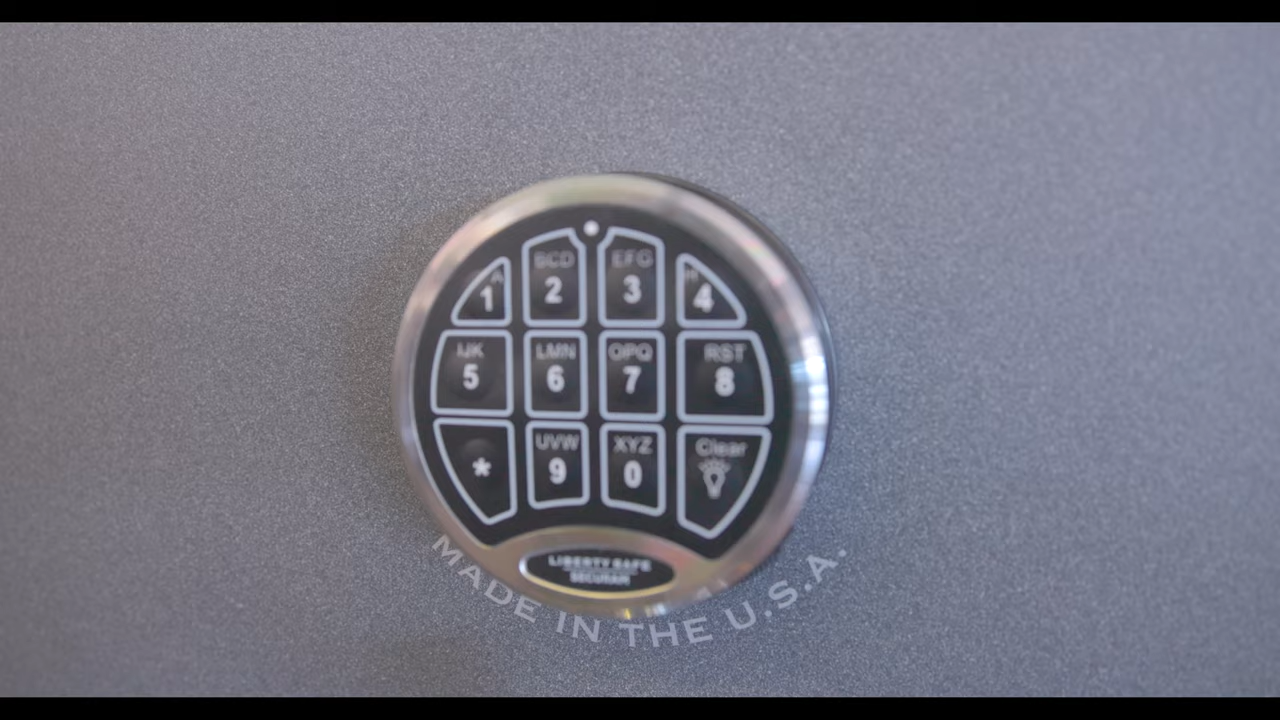 BCD EFG
A H
1 2 3 4
IJK LMN OPQ RST
5 6 7 8
UVW XYZ Clear
* 9 0
LIBERTY SAFE
SECURAM
MADE IN THE U.S.A.